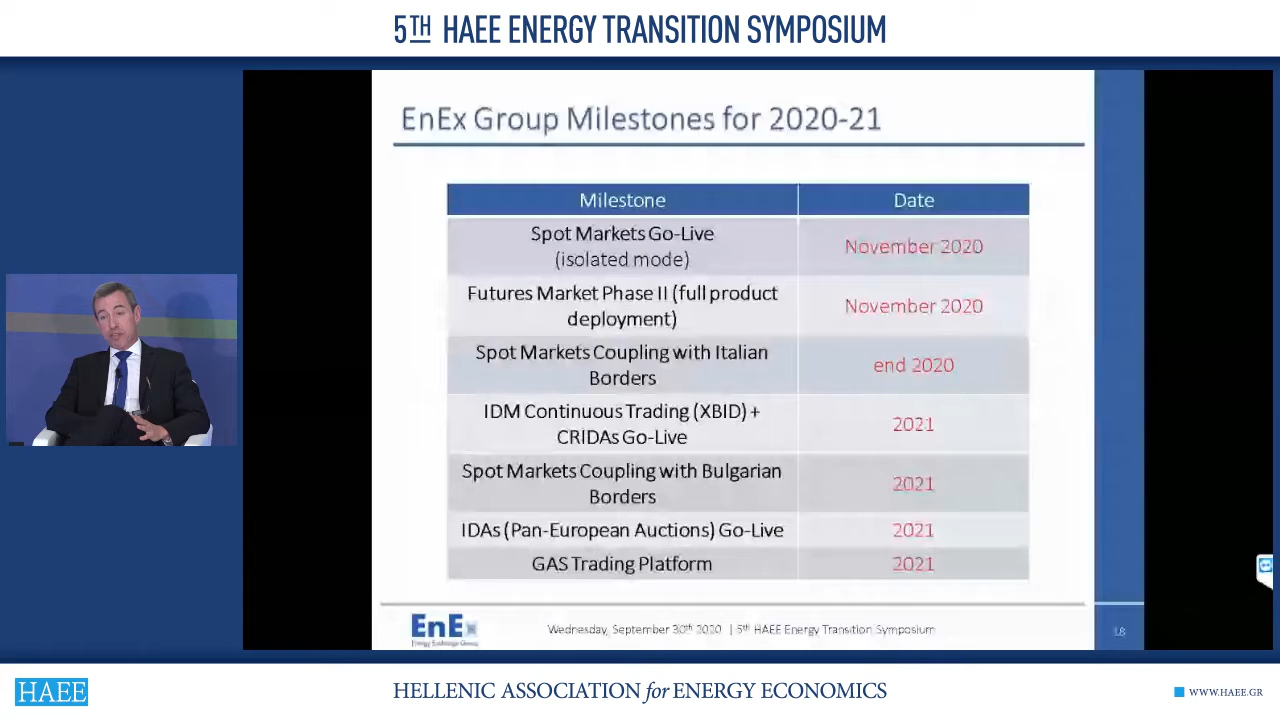 5TH HAEE ENERGY TRANSITION SYMPOSIUM
EnEx Group Milestones for 2020-21
Milestone
Date
Spot Markets Go-Live
(isolated mode)
November 2020
Futures Market Phase II (full product
deployment)
November 2020
Spot Markets Coupling with Italian
Borders
end 2020
IDM Continuous Trading (XBID) +
CRIDAs Go-Live
2021
Spot Markets Coupling with Bulgarian
Borders
2021
IDAs (Pan-European Auctions) Go-Live
2021
GAS Trading Platform
2021
EnEx
Energy Exchange Group
Wednesday, September 30th 2020 | 5th HAEE Energy Transition Symposium
18
HAEE
HELLENIC ASSOCIATION for ENERGY ECONOMICS
WWW.HAEE.GR